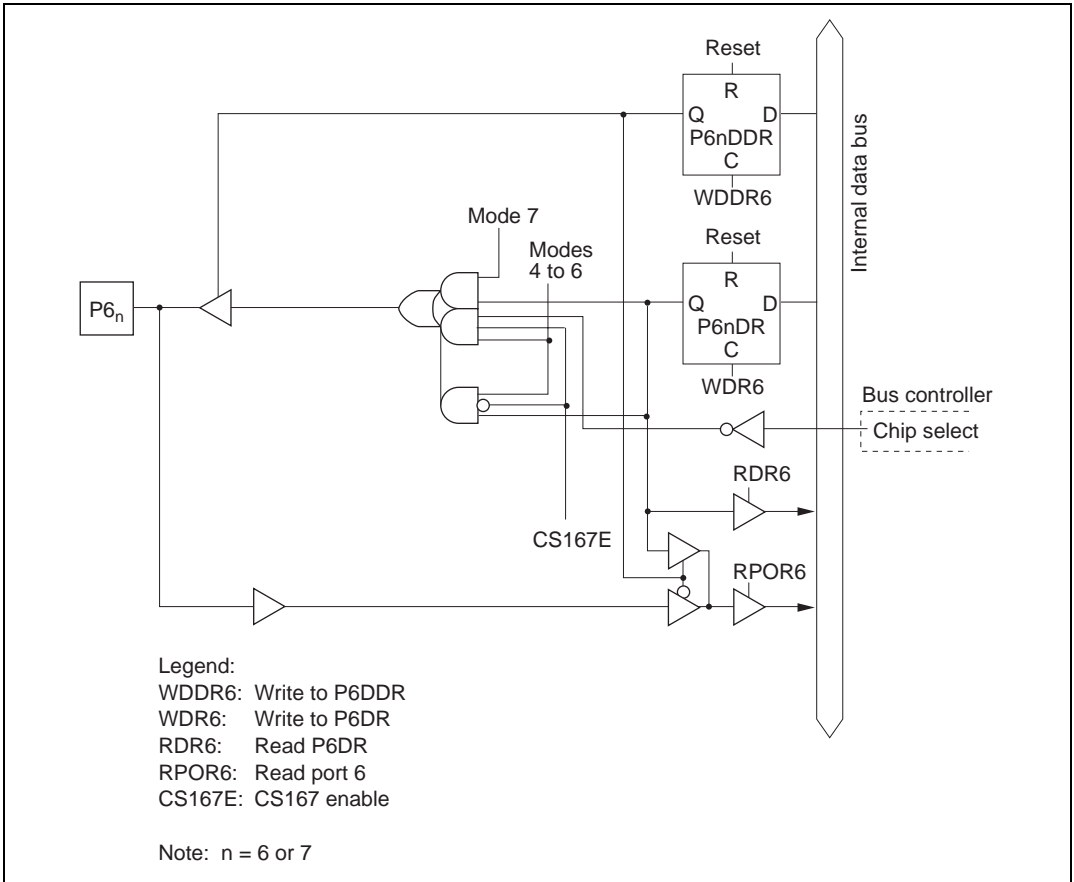 Reset
R
Q D
P6nDDR
C
WDDR6
Internal data bus
Mode 7
Modes
4 to 6
Reset
R
Q D
P6nDR
C
WDR6
P6n
Bus controller
Chip select
RDR6
CS167E
RPOR6
Legend:
WDDR6: Write to P6DDR
WDR6: Write to P6DR
RDR6: Read P6DR
RPOR6: Read port 6
CS167E: CS167 enable
Note: n = 6 or 7